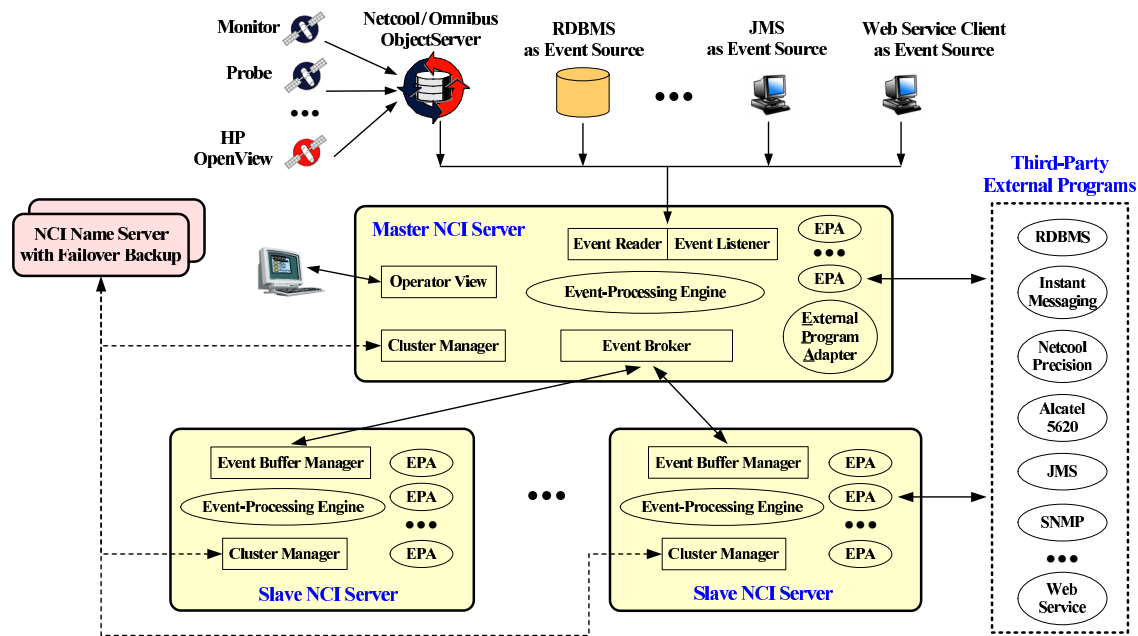 Monitor
Probe
HP
OpenView
Netcool/Omnibus
ObjectServer
RDBMS
as Event Source
JMS
as Event Source
Web Service Client
as Event Source
NCI Name Server
with Failover Backup
Master NCI Server
Event Reader
Event Listener
EPA
EPA
Operator View
Event-Processing Engine
External
Program
Adapter
Cluster Manager
Event Broker
Third-Party
External Programs
RDBMS
Instant
Messaging
Netcool
Precision
Alcatel
5620
JMS
SNMP
Web
Service
Event Buffer Manager
EPA
Event-Processing Engine
EPA
Cluster Manager
EPA
Slave NCI Server
Event Buffer Manager
EPA
Event-Processing Engine
EPA
Cluster Manager
EPA
Slave NCI Server